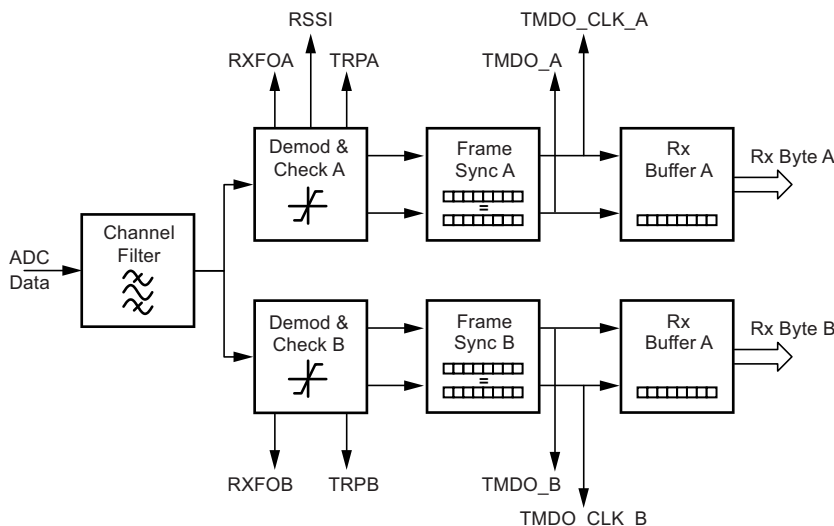 RSSI
TMDO_CLK_A
RXFOA
TRPA
TMDO_A
Demod &
Check A
Frame
Sync A
=
Rx
Buffer A
Rx Byte A
Channel
Filter
ADC
Data
Demod &
Check B
Frame
Sync B
=
Rx
Buffer A
Rx Byte B
RXFOB
TRPB
TMDO_B
TMDO_CLK_B